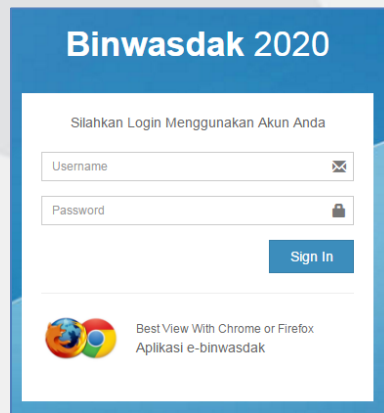 Binwasdak 2020
Silahkan Login Menggunakan Akun Anda
Username
Password
Sign In
Best View With Chrome or Firefox
Aplikasi e-binwasdak